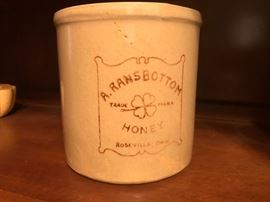 A. RANSBOTTOM
TRADE MARK
HONEY
ROSEVILLE, OHIO